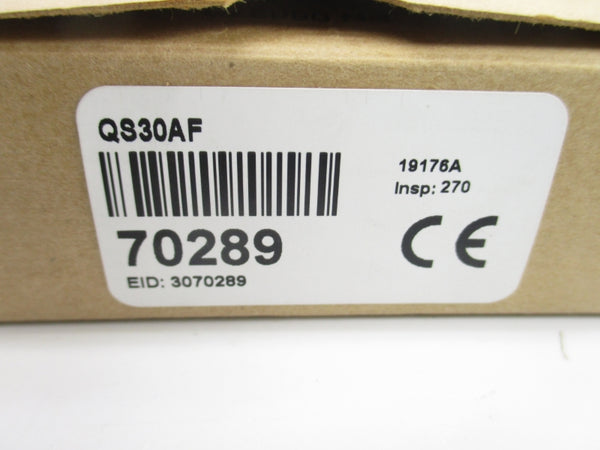 QS30AF
19176A
Insp: 270
70289
CE
EID: 3070289